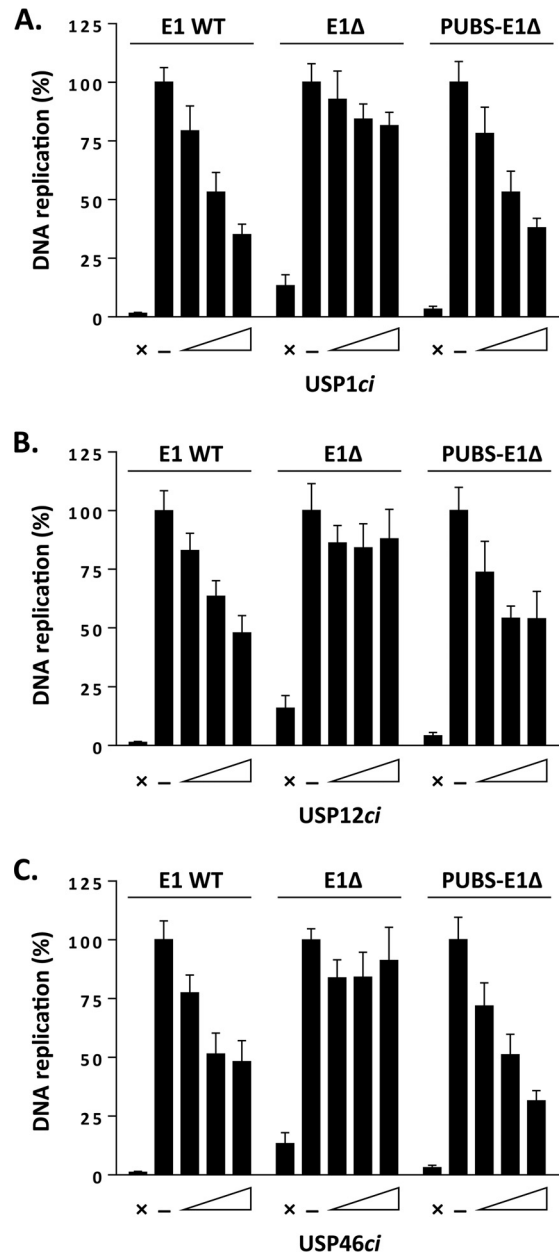 A.
E1 WT E1Δ PUBS-E1Δ
DNA replication (%)
125
100
75
50
25
0
× – × – × –
USP1ci
B.
E1 WT E1Δ PUBS-E1Δ
DNA replication (%)
125
100
75
50
25
0
× – × – × –
USP12ci
C.
E1 WT E1Δ PUBS-E1Δ
DNA replication (%)
125
100
75
50
25
0
× – × – × –
USP46ci